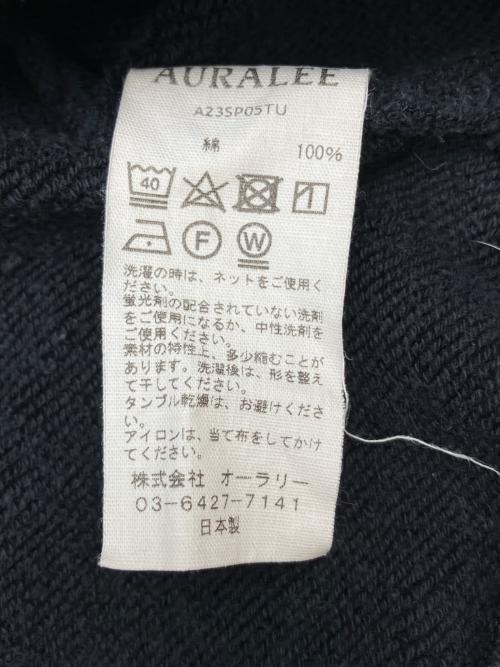 AURALEE
A23SP05TU
綿 100%
40
F W
洗濯の時は、ネットをご使用く
ださい。
蛍光剤の配合されていない洗剤
をご使用になるか、中性洗剤を
ご使用ください。
素材の特性上、多少縮むことが
あります。洗濯後は、形を整え
て干してください。
タンブル乾燥は、お避けくださ
い。
アイロンは、当て布をしてかけ
てください。
株式会社 オーラリー
03-6427-7141
日本製